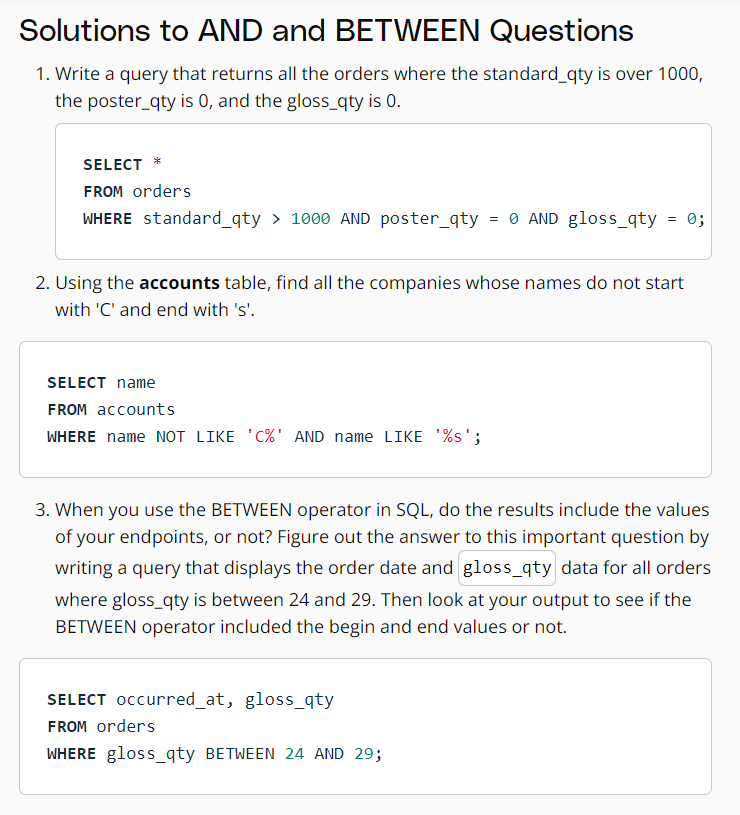 Solutions to AND and BETWEEN Questions
1. Write a query that returns all the orders where the standard_qty is over 1000,
the poster_qty is 0, and the gloss_qty is 0.
SELECT *
FROM orders
WHERE standard_qty > 1000 AND poster_qty = 0 AND gloss_qty = 0;
2. Using the accounts table, find all the companies whose names do not start
with 'C' and end with 's'.
SELECT name
FROM accounts
WHERE name NOT LIKE 'C%' AND name LIKE '%s';
3. When you use the BETWEEN operator in SQL, do the results include the values
of your endpoints, or not? Figure out the answer to this important question by
writing a query that displays the order date and gloss_qty data for all orders
where gloss_qty is between 24 and 29. Then look at your output to see if the
BETWEEN operator included the begin and end values or not.
SELECT occurred_at, gloss_qty
FROM orders
WHERE gloss_qty BETWEEN 24 AND 29;